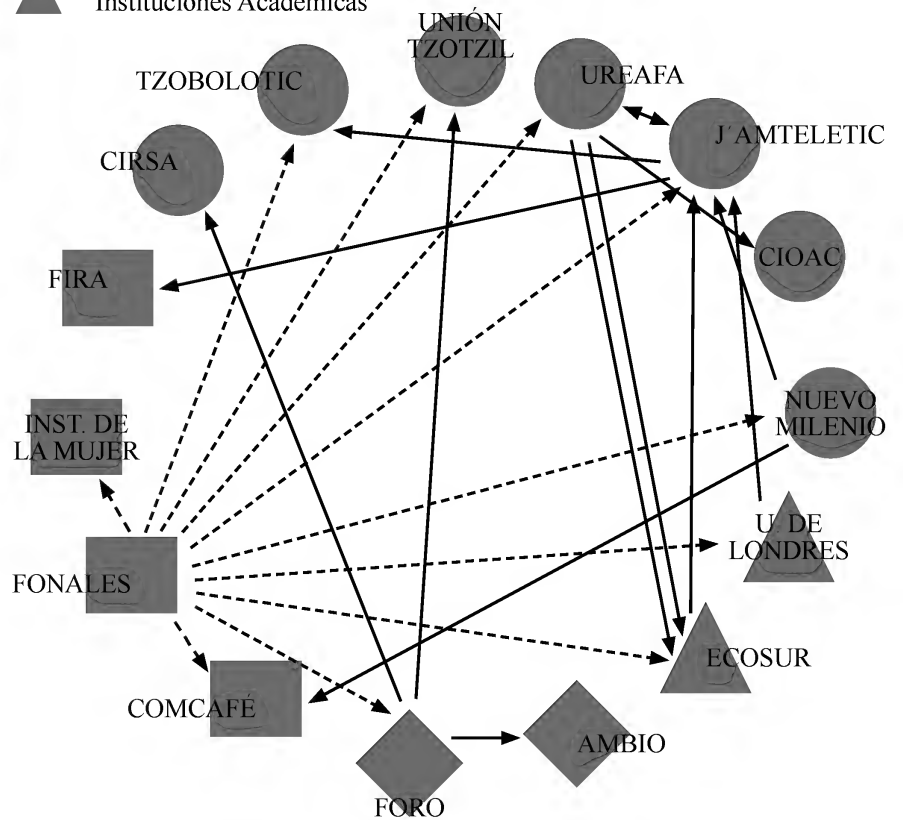 Instituciones Académicas
UNIÓN
TZOTZIL
TZOBOLOTIC
UREAFA
J´AMTELETIC
CIRSA
CIOAC
FIRA
NUEVO
MILENIO
INST. DE
LA MUJER
U. DE
LONDRES
FONALES
ECOSUR
COMCAFÉ
AMBIO
FORO